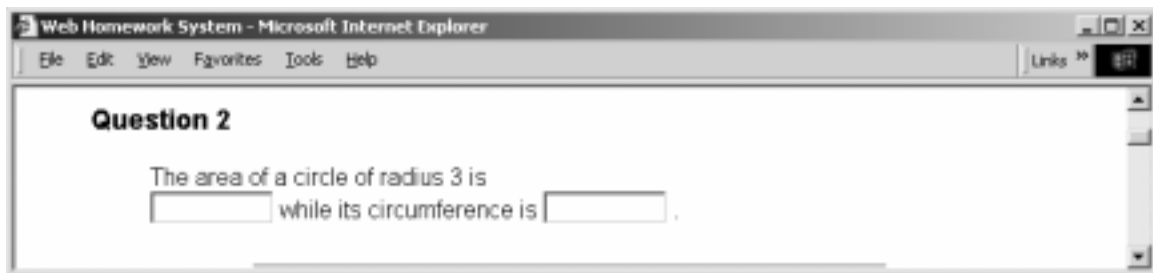 Web Homework System - Microsoft Internet Explorer
File Edit View Favorites Tools Help Links »
Question 2
The area of a circle of radius 3 is
while its circumference is .